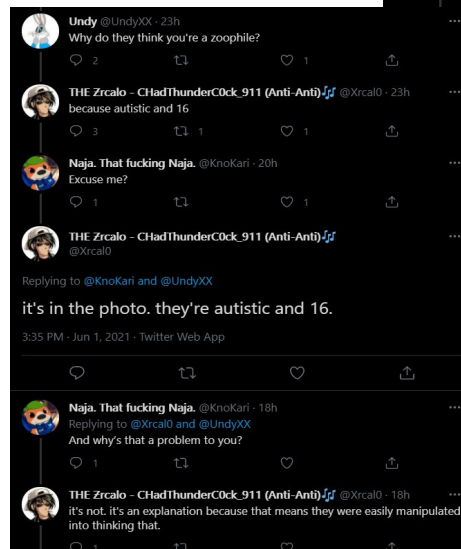 Undy @UndyXX · 23h
Why do they think you're a zoophile?
2 1
THE Zrcalo - CHadThunderC0ck_911 (Anti-Anti) @Xrcal0 · 23h
because autistic and 16
3 1 1
Naja. That fucking Naja. @KnoKari · 20h
Excuse me?
1 1
THE Zrcalo - CHadThunderC0ck_911 (Anti-Anti)
@Xrcal0
Replying to @KnoKari and @UndyXX
it's in the photo. they're autistic and 16.
3:35 PM · Jun 1, 2021 · Twitter Web App
Naja. That fucking Naja. @KnoKari · 18h
Replying to @Xrcal0 and @UndyXX
And why's that a problem to you?
1
THE Zrcalo - CHadThunderC0ck_911 (Anti-Anti) @Xrcal0 · 18h
it's not. it's an explanation because that means they were easily manipulated
into thinking that.
1